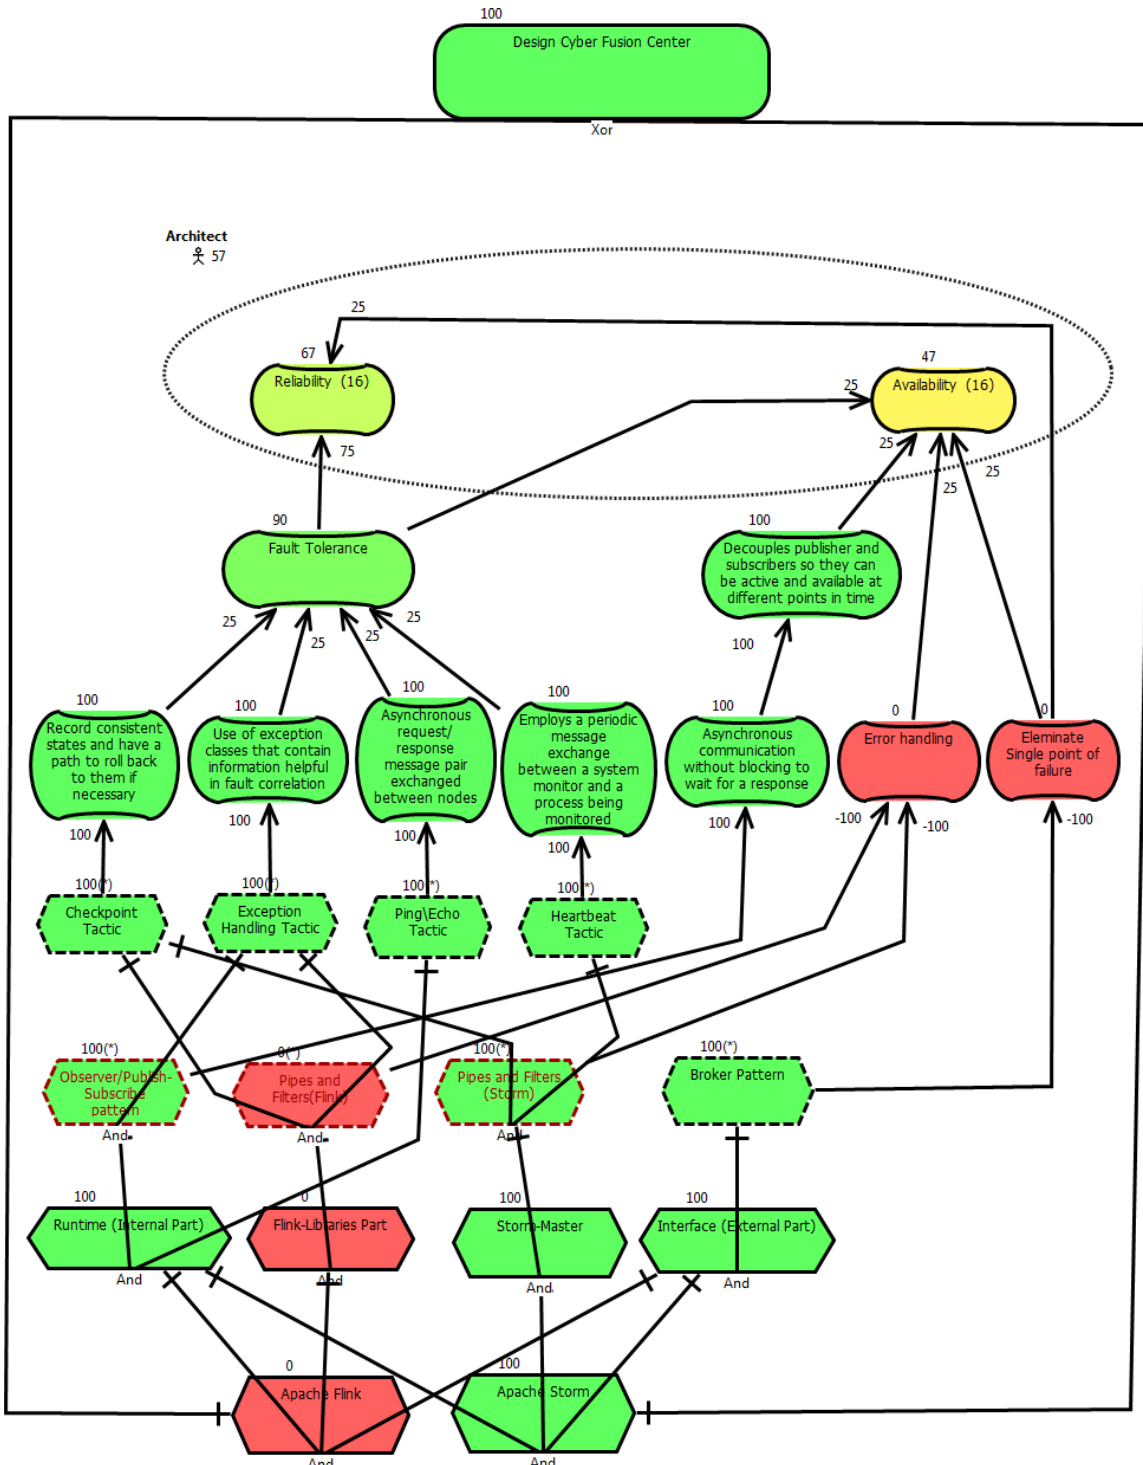 100
Design Cyber Fusion Center
Xor
Architect
57
25
67
Reliability (16)
47
Availability (16)
25
75
25
25
25
90
Fault Tolerance
100
Decouples publisher and
subscribers so they can
be active and available at
different points in time
25
25
25
25
100
100
Record consistent
states and have a
path to roll back
to them if
necessary
100
Use of exception
classes that contain
information helpful
in fault correlation
100
Asynchronous
request/
response
message pair
exchanged
between nodes
100
Employs a periodic
message
exchange
between a system
monitor and a
process being
monitored
100
Asynchronous
communication
without blocking to
wait for a response
0
Error handling
0
Eleminate
Single point of
failure
100
100
100
100
100
-100
-100
-100
100(*)
Checkpoint
Tactic
100(*)
Exception
Handling Tactic
100(*)
Ping\Echo
Tactic
100(*)
Heartbeat
Tactic
100(*)
Observer/Publish-
Subscribe
pattern
And
0(*)
Pipes and
Filters(Flink)
And
100(*)
Pipes and Filters
(Storm)
And
100(*)
Broker Pattern
100
Runtime (Internal Part)
And
0
Flink-Libraries Part
And
100
Storm-Master
And
100
Interface (External Part)
And
0
Apache Flink
And
100
Apache Storm
And